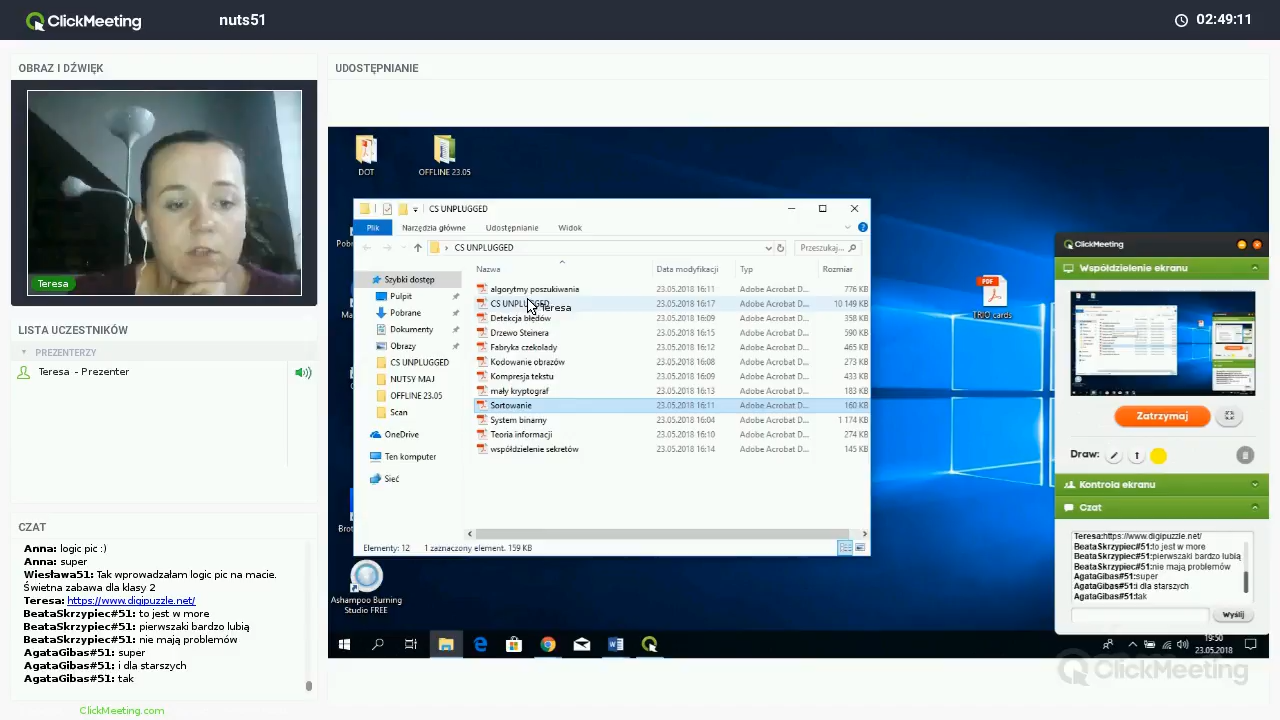 ClickMeeting
nuts51
02:49:11
OBRAZ I DŹWIĘK
Teresa
LISTA UCZESTNIKÓW
PREZENTERZY
Teresa - Prezenter
CZAT
Anna: logic pic :)
Anna: super
Wiesława51: Tak wprowadzałam logic pic na macie.
Świetna zabawa dla klasy 2
Teresa: https://www.digipuzzle.net/
BeataSkrzypiec#51: to jest w more
BeataSkrzypiec#51: pierwszaki bardzo lubią
BeataSkrzypiec#51: nie mają problemów
AgataGibas#51: super
AgataGibas#51: i dla starszych
AgataGibas#51: tak
ClickMeeting.com
UDOSTĘPNIANIE
DOT
OFFLINE 23.05
CS UNPLUGGED
Plik Narzędzia główne Udostępnianie Widok
CS UNPLUGGED
Przeszukaj...
Szybki dostęp
Pulpit
Pobrane
Dokumenty
Obrazy
CS UNPLUGGED
NUTSY MAJ
OFFLINE 23.05
Scan
OneDrive
Ten komputer
Sieć
Nazwa Data modyfikacji Typ Rozmiar
algorytmy poszukiwania 23.05.2018 16:11 Adobe Acrobat D... 776 KB
CS UNPLUGGED 23.05.2018 16:17 Adobe Acrobat D... 10 149 KB
Teresa
Detekcja błedów 23.05.2018 16:09 Adobe Acrobat D... 358 KB
Drzewo Steinera 23.05.2018 16:15 Adobe Acrobat D... 590 KB
Fabryka czekolady 23.05.2018 16:12 Adobe Acrobat D... 465 KB
Kodowanie obrazów 23.05.2018 16:08 Adobe Acrobat D... 273 KB
Kompresja tekstu 23.05.2018 16:09 Adobe Acrobat D... 433 KB
mały kryptograf 23.05.2018 16:13 Adobe Acrobat D... 183 KB
Sortowanie 23.05.2018 16:11 Adobe Acrobat D... 160 KB
System binarny 23.05.2018 16:04 Adobe Acrobat D... 1 174 KB
Teoria informacji 23.05.2018 16:10 Adobe Acrobat D... 274 KB
współdzielenie sekretów 23.05.2018 16:14 Adobe Acrobat D... 145 KB
Elementy: 12 1 zaznaczony element. 159 KB
Ashampoo Burning
Studio FREE
PDF
TRIO cards
ClickMeeting
Współdzielenie ekranu
Zatrzymaj
Draw:
Kontrola ekranu
Czat
Teresa:https://www.digipuzzle.net/
BeataSkrzypiec#51:to jest w more
BeataSkrzypiec#51:pierwszaki bardzo lubią
BeataSkrzypiec#51:nie mają problemów
AgataGibas#51:super
AgataGibas#51:i dla starszych
AgataGibas#51:tak
Wyślij
19:50
23.05.2018
ClickMeeting